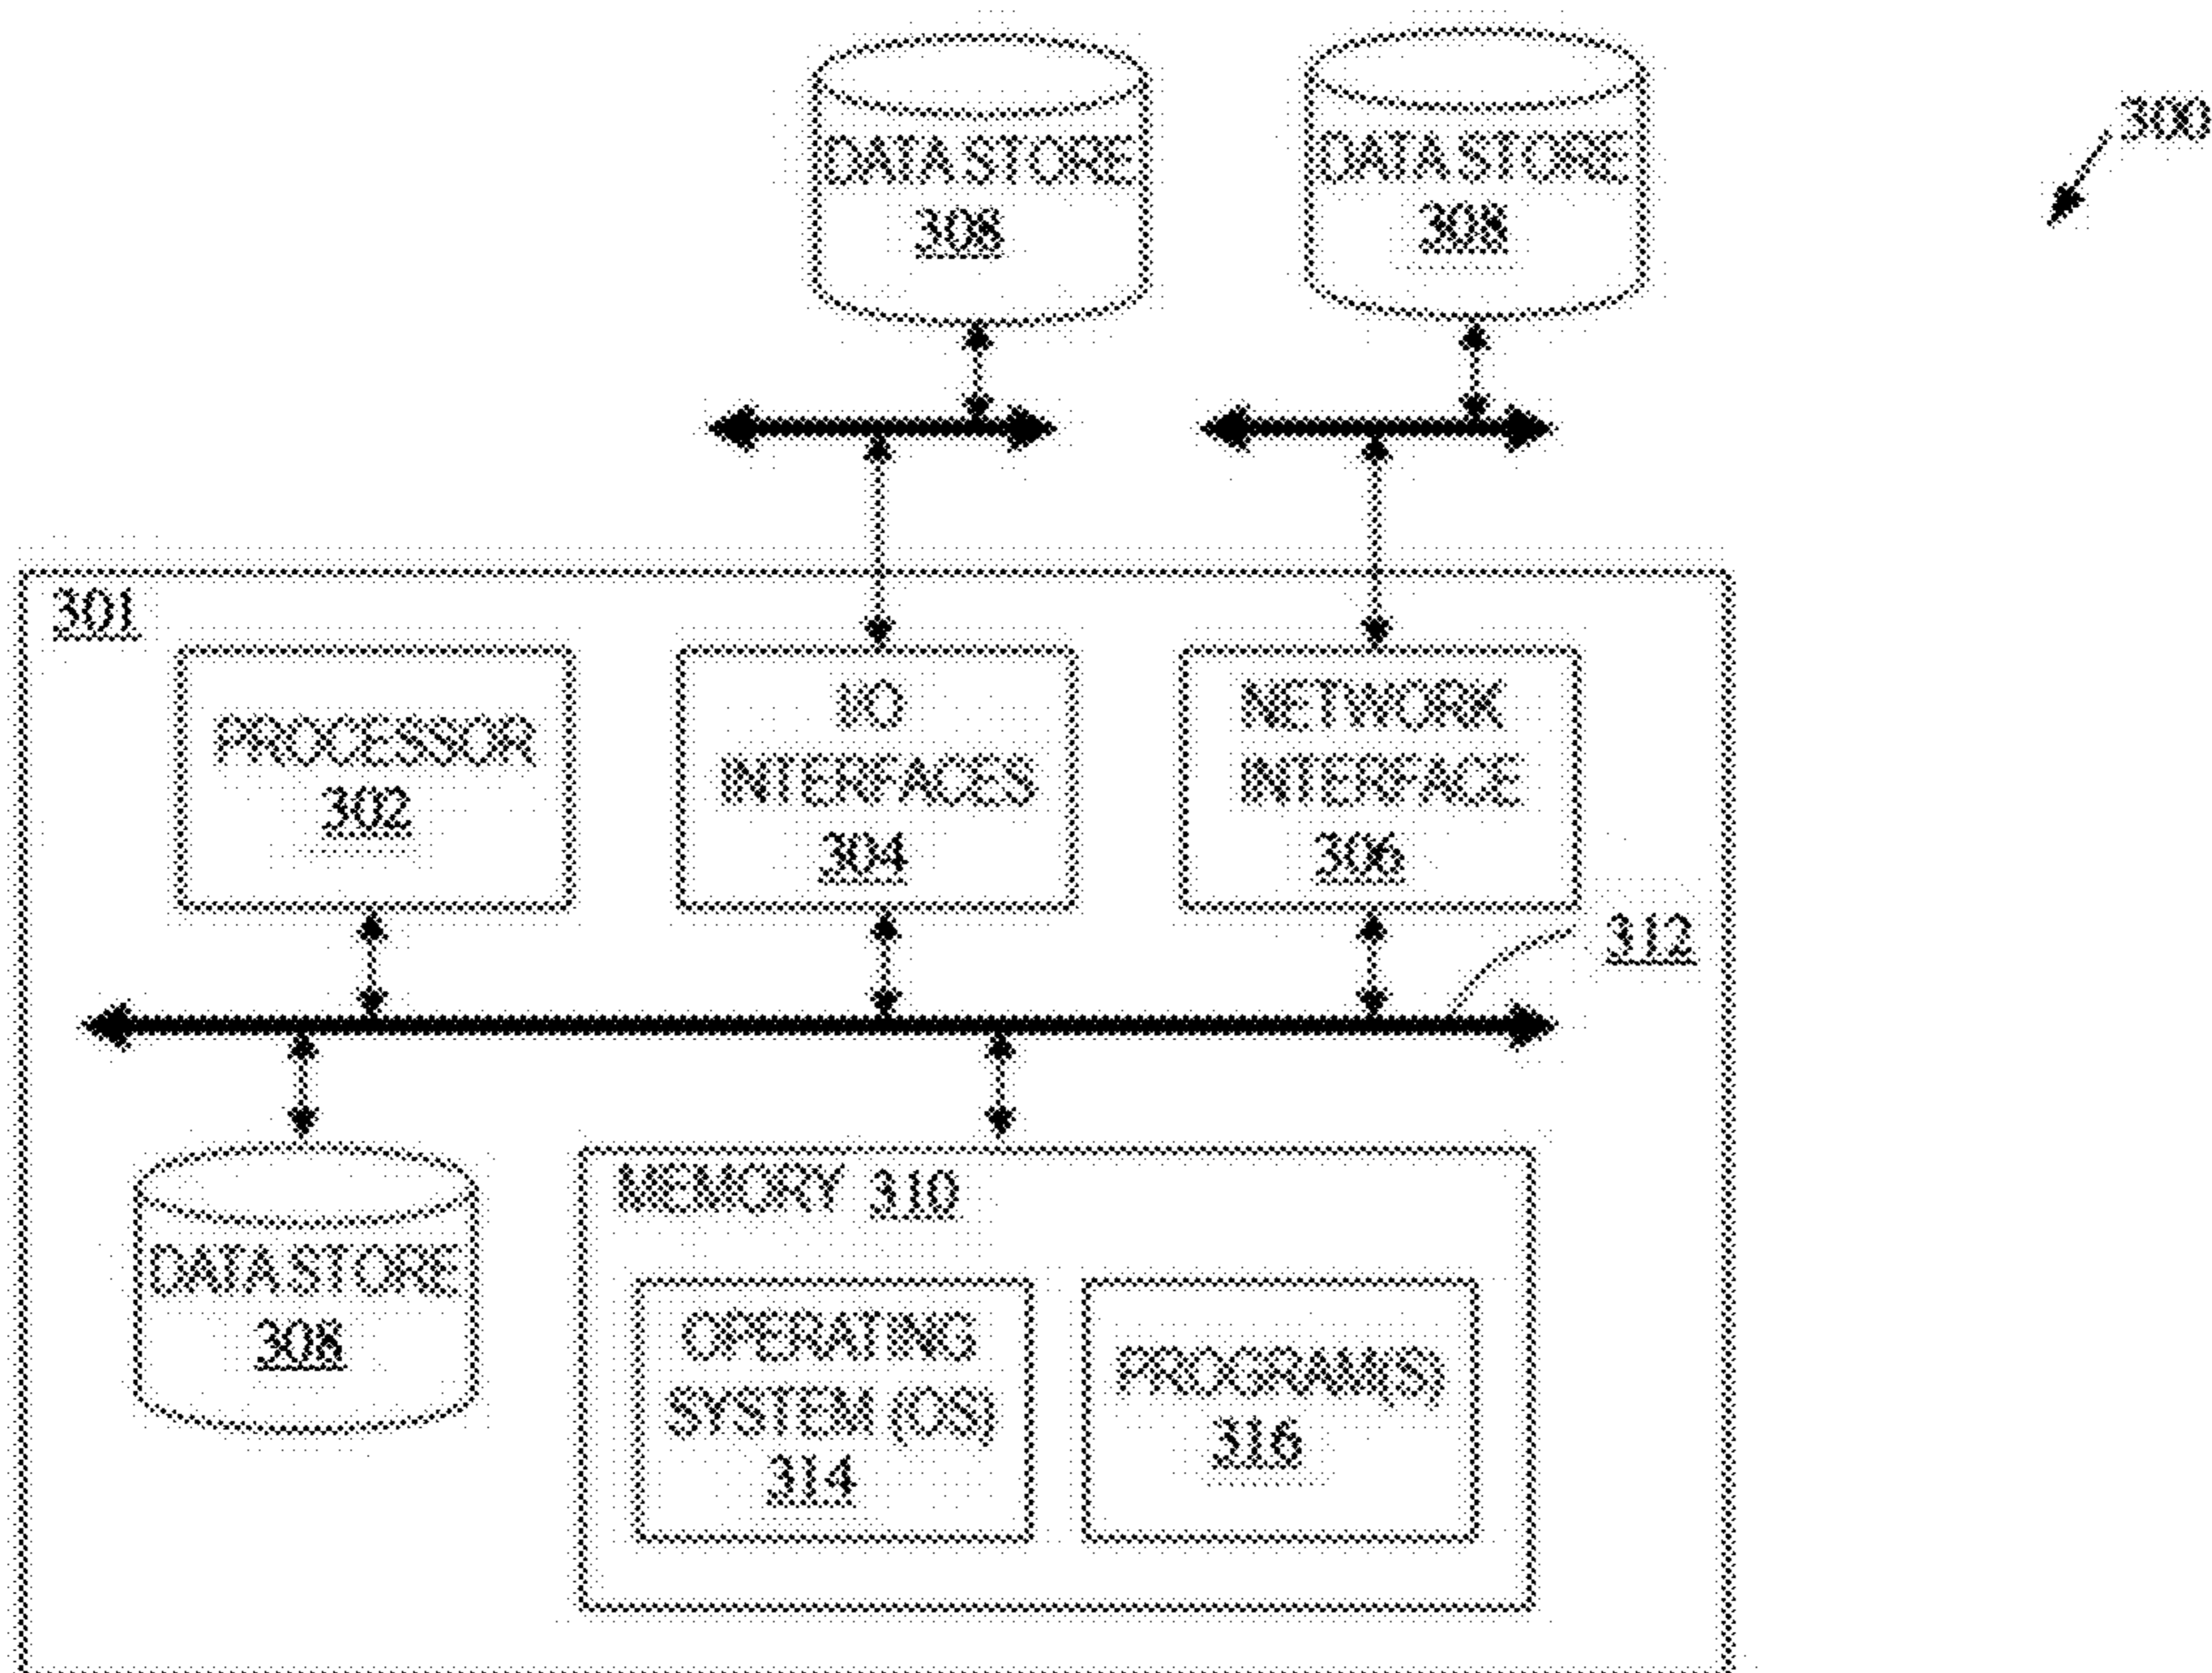 300
DATA STORE
308
DATA STORE
308
301
PROCESSOR
302
I/O
INTERFACES
304
NETWORK
INTERFACE
306
312
DATA STORE
308
MEMORY 310
OPERATING
SYSTEM (OS)
314
PROGRAM(S)
316